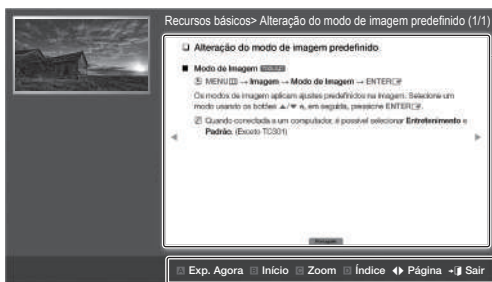 Recursos básicos> Alteração do modo de imagem predefinido (1/1)
❑ Alteração do modo de imagem predefinido
■ Modo de Imagem
MENU → Imagem → Modo de Imagem → ENTER
Os modos de imagem aplicam ajustes predefinidos na imagem. Selecione um
modo usando os botões ▲/▼ e, em seguida, pressione ENTER.
Quando conectada a um computador, é possível selecionar Entretenimento e
Padrão. (Exceto TC301)
Português
Exp. Agora Início Zoom Índice ◀▶ Página Sair